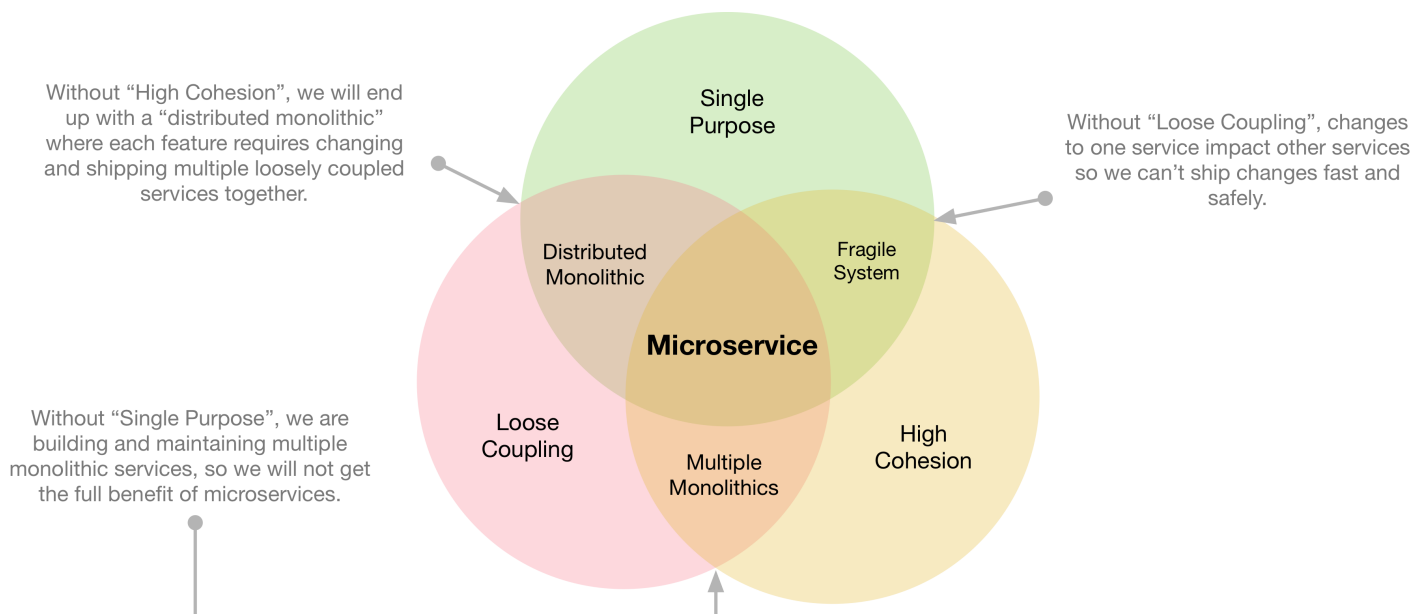 Without “High Cohesion”, we will end
up with a “distributed monolithic”
where each feature requires changing
and shipping multiple loosely coupled
services together.
Single
Purpose
Without “Loose Coupling”, changes
to one service impact other services
so we can’t ship changes fast and
safely.
Distributed
Monolithic
Fragile
System
Microservice
Without “Single Purpose”, we are
building and maintaining multiple
monolithic services, so we will not get
the full benefit of microservices.
Loose
Coupling
Multiple
Monolithics
High
Cohesion